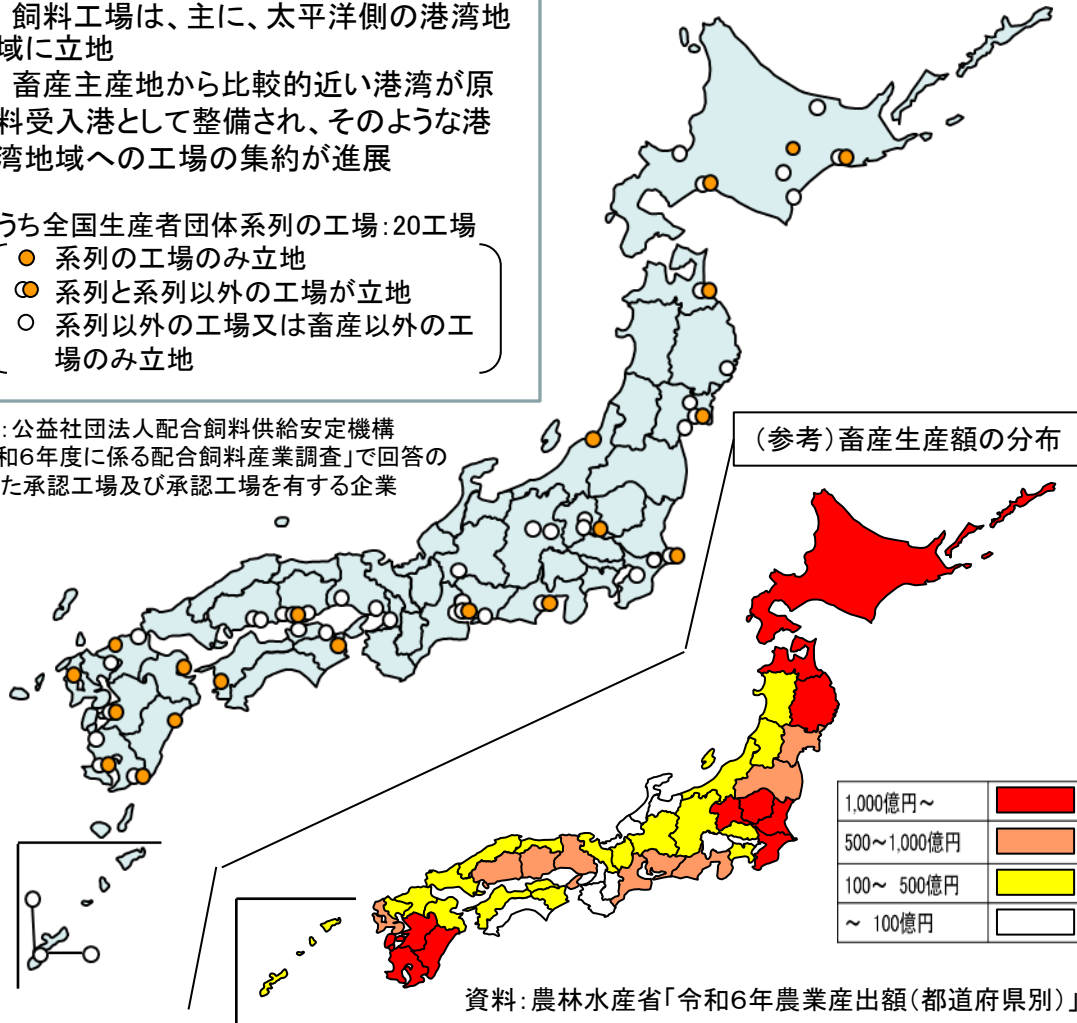 飼料工場は、主に、太平洋側の港湾地
域に立地
畜産主産地から比較的近い港湾が原
料受入港として整備され、そのような港
湾地域への工場の集約が進展
うち全国生産者団体系列の工場:20工場
系列の工場のみ立地
系列と系列以外の工場が立地
系列以外の工場又は畜産以外の工
場のみ立地
:公益社団法人配合飼料供給安定機構
和6年度に係る配合飼料産業調査」で回答の
た承認工場及び承認工場を有する企業
(参考)畜産生産額の分布
1,000億円~
500~1,000億円
100~ 500億円
~ 100億円
資料:農林水産省「令和6年農業産出額(都道府県別)」